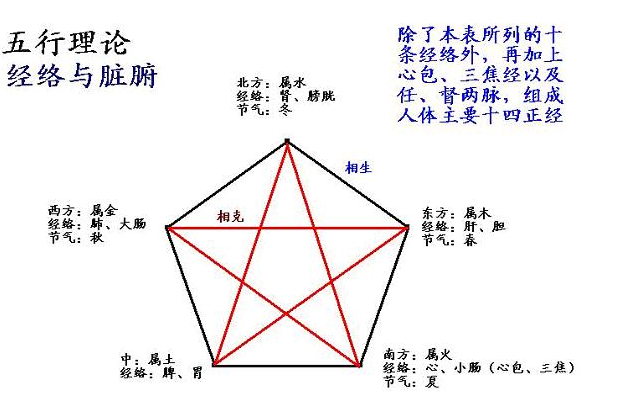 五行理论
经络与脏腑
除了本表所列的十
条经络外，再加上
心包、三焦经以及
任、督两脉，组成
人体主要十四正经
北方：属水
经络：肾、膀胱
节气：冬
相生
西方：属金
经络：肺、大肠
节气：秋
相克
东方：属木
经络：肝、胆
节气：春
中：属土
经络：脾、胃
南方：属火
经络：心、小肠（心包、三焦）
节气：夏